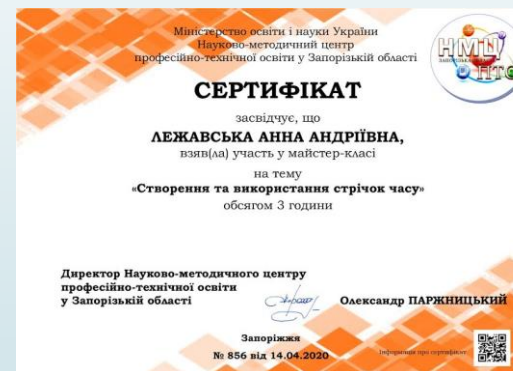 Міністерство освіти і науки України
Науково-методичний центр
професійно-технічної освіти у Запорізькій області
НМЦ
ПТО
СЕРТИФІКАТ
засвідчує, що
ЛЕЖАВСЬКА АННА АНДРІЇВНА,
взяв(ла) участь у майстер-класі
на тему
«Створення та використання стрічок часу»
обсягом 3 години
Директор Науково-методичного центру
професійно-технічної освіти
у Запорізькій області Олександр ПАРЖНИЦЬКИЙ
Запоріжжя
№ 856 від 14.04.2020
Інформація про сертифікат